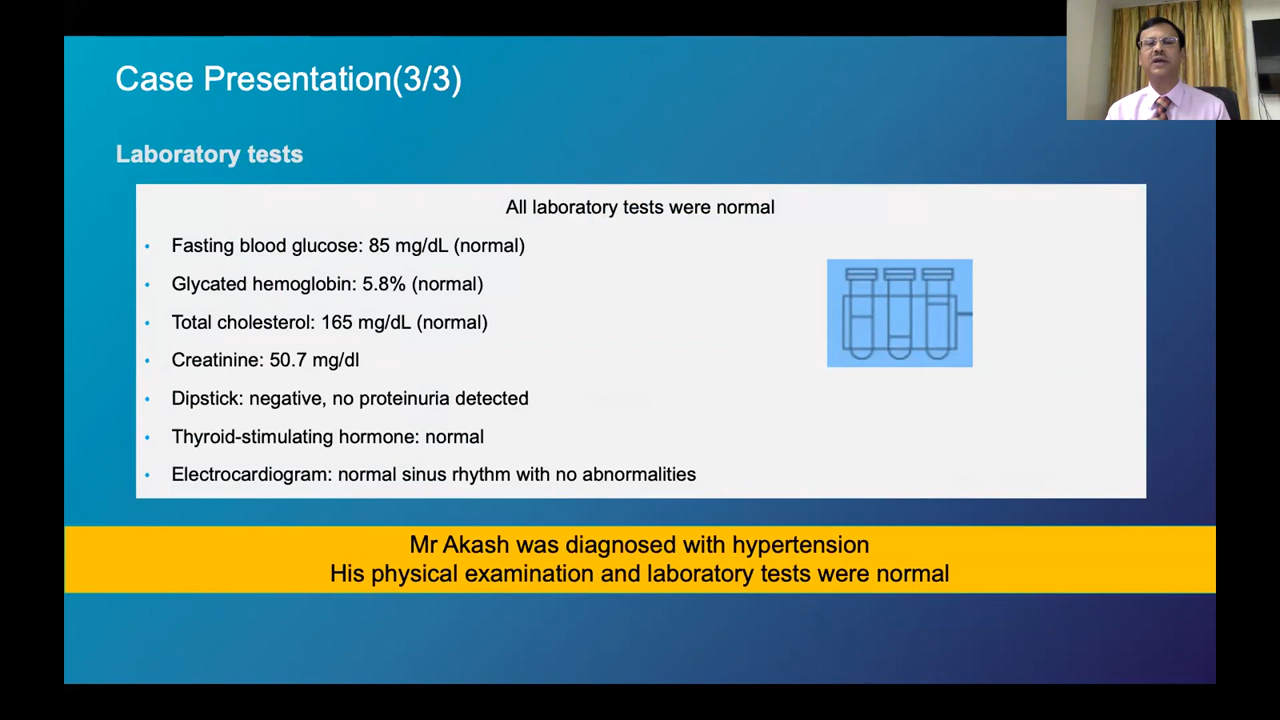 Case Presentation(3/3)
Laboratory tests
All laboratory tests were normal
• Fasting blood glucose: 85 mg/dL (normal)
• Glycated hemoglobin: 5.8% (normal)
• Total cholesterol: 165 mg/dL (normal)
• Creatinine: 50.7 mg/dl
• Dipstick: negative, no proteinuria detected
• Thyroid-stimulating hormone: normal
• Electrocardiogram: normal sinus rhythm with no abnormalities
Mr Akash was diagnosed with hypertension
His physical examination and laboratory tests were normal